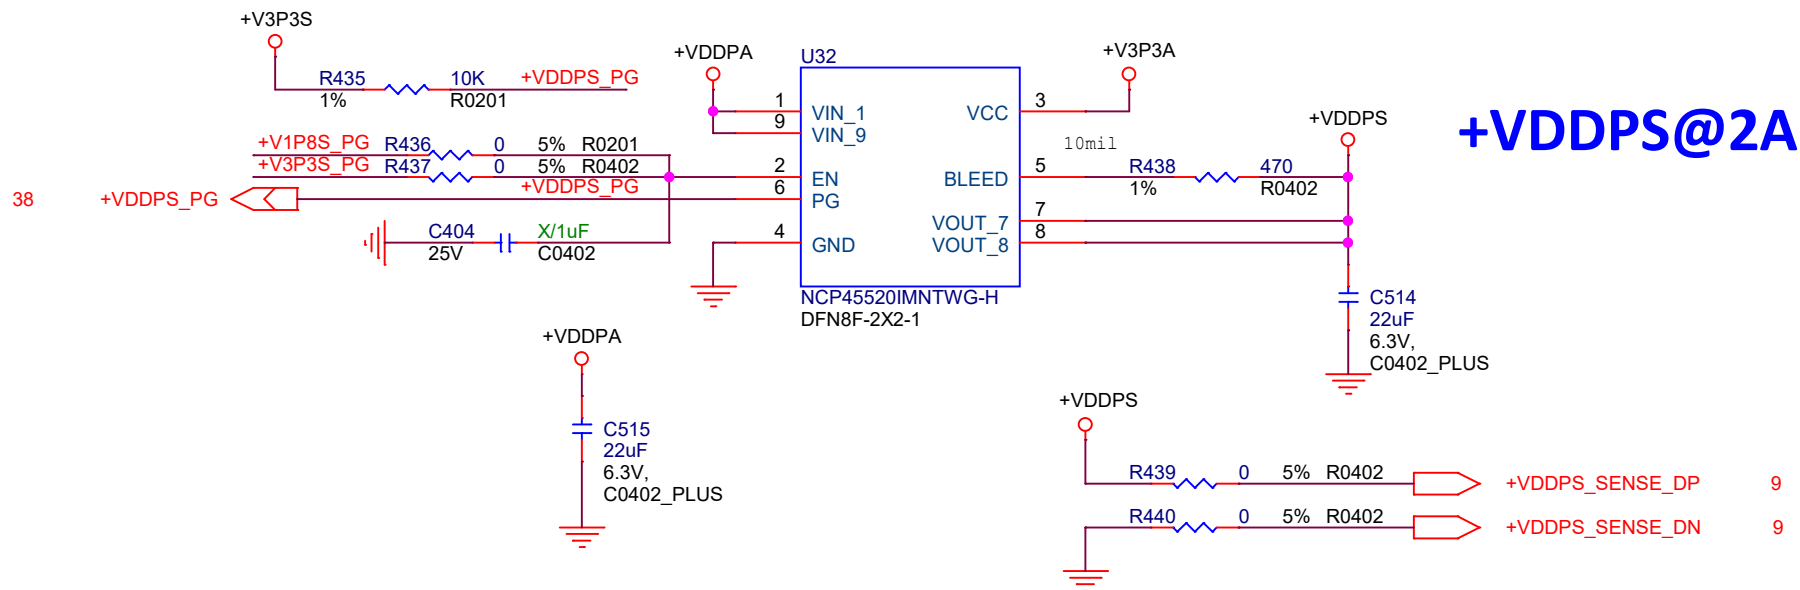 +V3P3S
R435 10K +VDDPS_PG
1% R0201
+V1P8S_PG R436 0 5% R0201
+V3P3S_PG R437 0 5% R0402
+VDDPS_PG
38 +VDDPS_PG
C404 X/1uF
25V C0402
+VDDPA
U32
1 VIN_1
9 VIN_9
2 EN
6 PG
4 GND
VCC 3
BLEED 5
VOUT_7 7
VOUT_8 8
NCP45520IMNTWG-H
DFN8F-2X2-1
+V3P3A
10mil
R438 470
1% R0402
+VDDPS
+VDDPS@2A
C514
22uF
6.3V,
C0402_PLUS
+VDDPA
C515
22uF
6.3V,
C0402_PLUS
+VDDPS
R439 0 5% R0402 +VDDPS_SENSE_DP 9
R440 0 5% R0402 +VDDPS_SENSE_DN 9